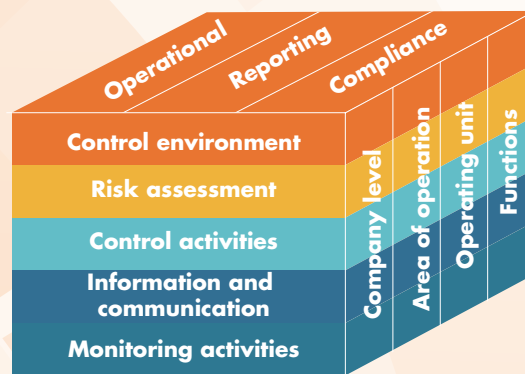 Operational
Reporting
Compliance
Control environment
Risk assessment
Control activities
Information and
communication
Monitoring activities
Company level
Area of operation
Operating unit
Functions